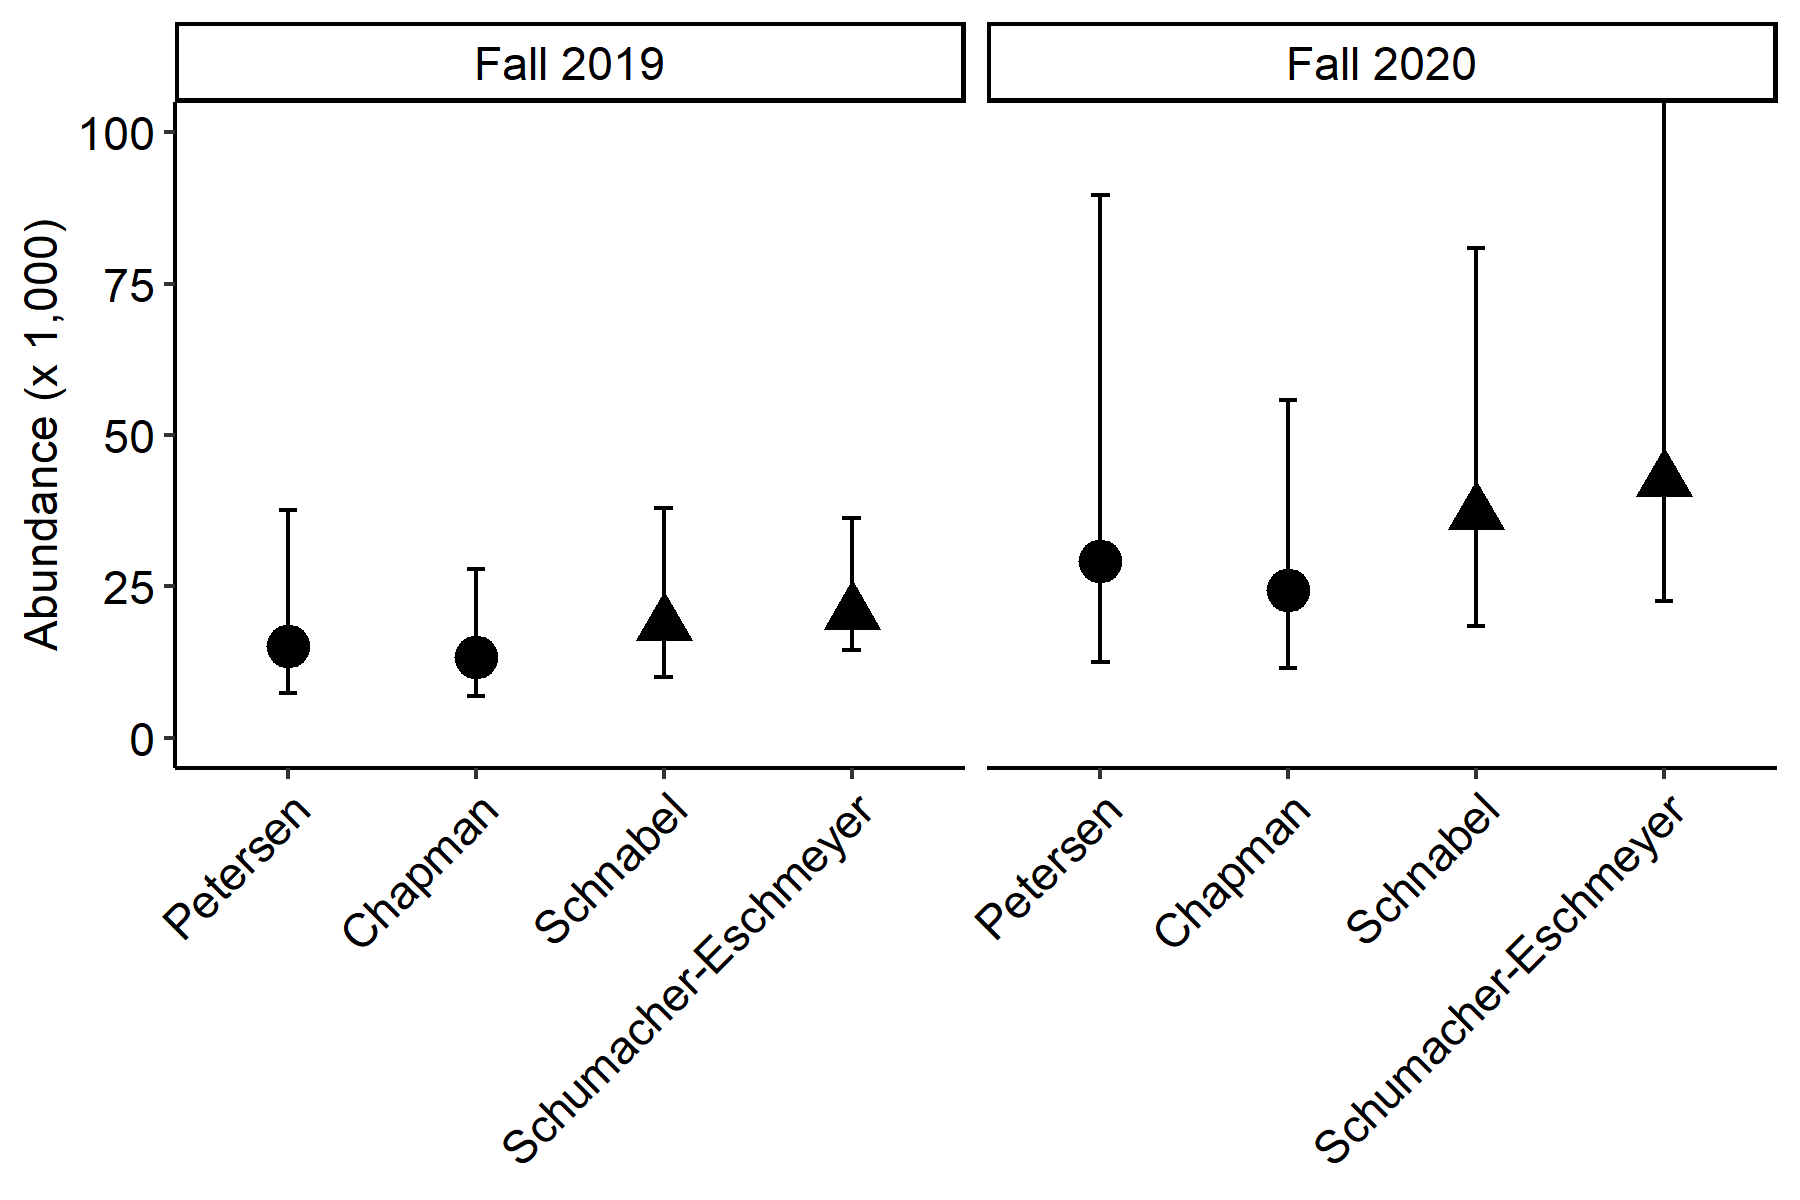 Fall 2019
Fall 2020
Abundance (x 1,000)
100
75
50
25
0
Petersen
Chapman
Schnabel
Schumacher-Eschmeyer
Petersen
Chapman
Schnabel
Schumacher-Eschmeyer